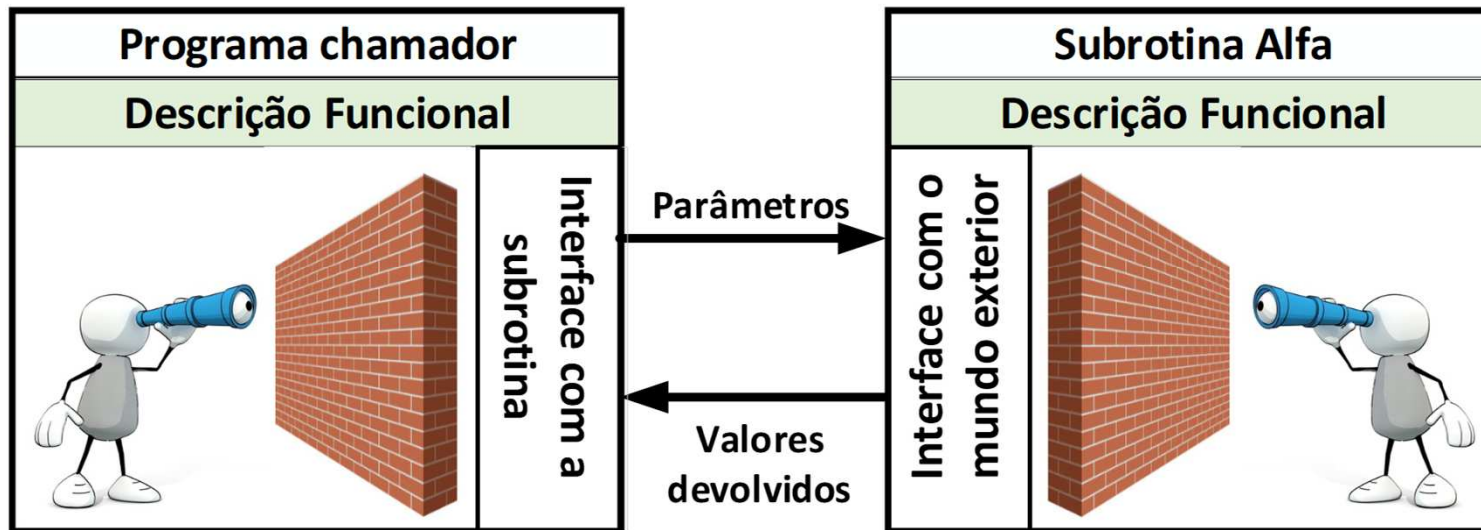 Programa chamador
Descrição Funcional
Interface com a
subrotina
Parâmetros
Valores
devolvidos
Subrotina Alfa
Descrição Funcional
Interface com o
mundo exterior